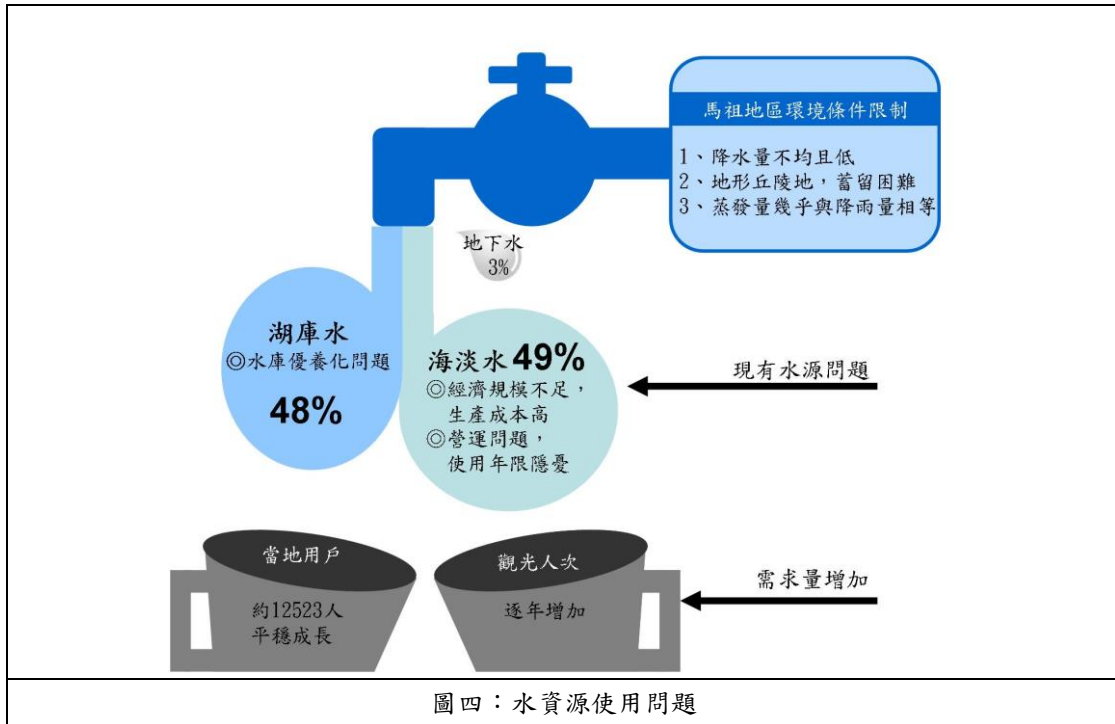 馬祖地區環境條件限制
1、降水量不均且低
2、地形丘陵地，蓄留困難
3、蒸發量幾乎與降雨量相等
地下水
3%
湖庫水
◎水庫優養化問題
48%
海淡水 49%
◎經濟規模不足，
生產成本高
◎營運問題，
使用年限隱憂
現有水源問題
當地用戶
約12523人
平穩成長
觀光人次
逐年增加
需求量增加
圖四：水資源使用問題